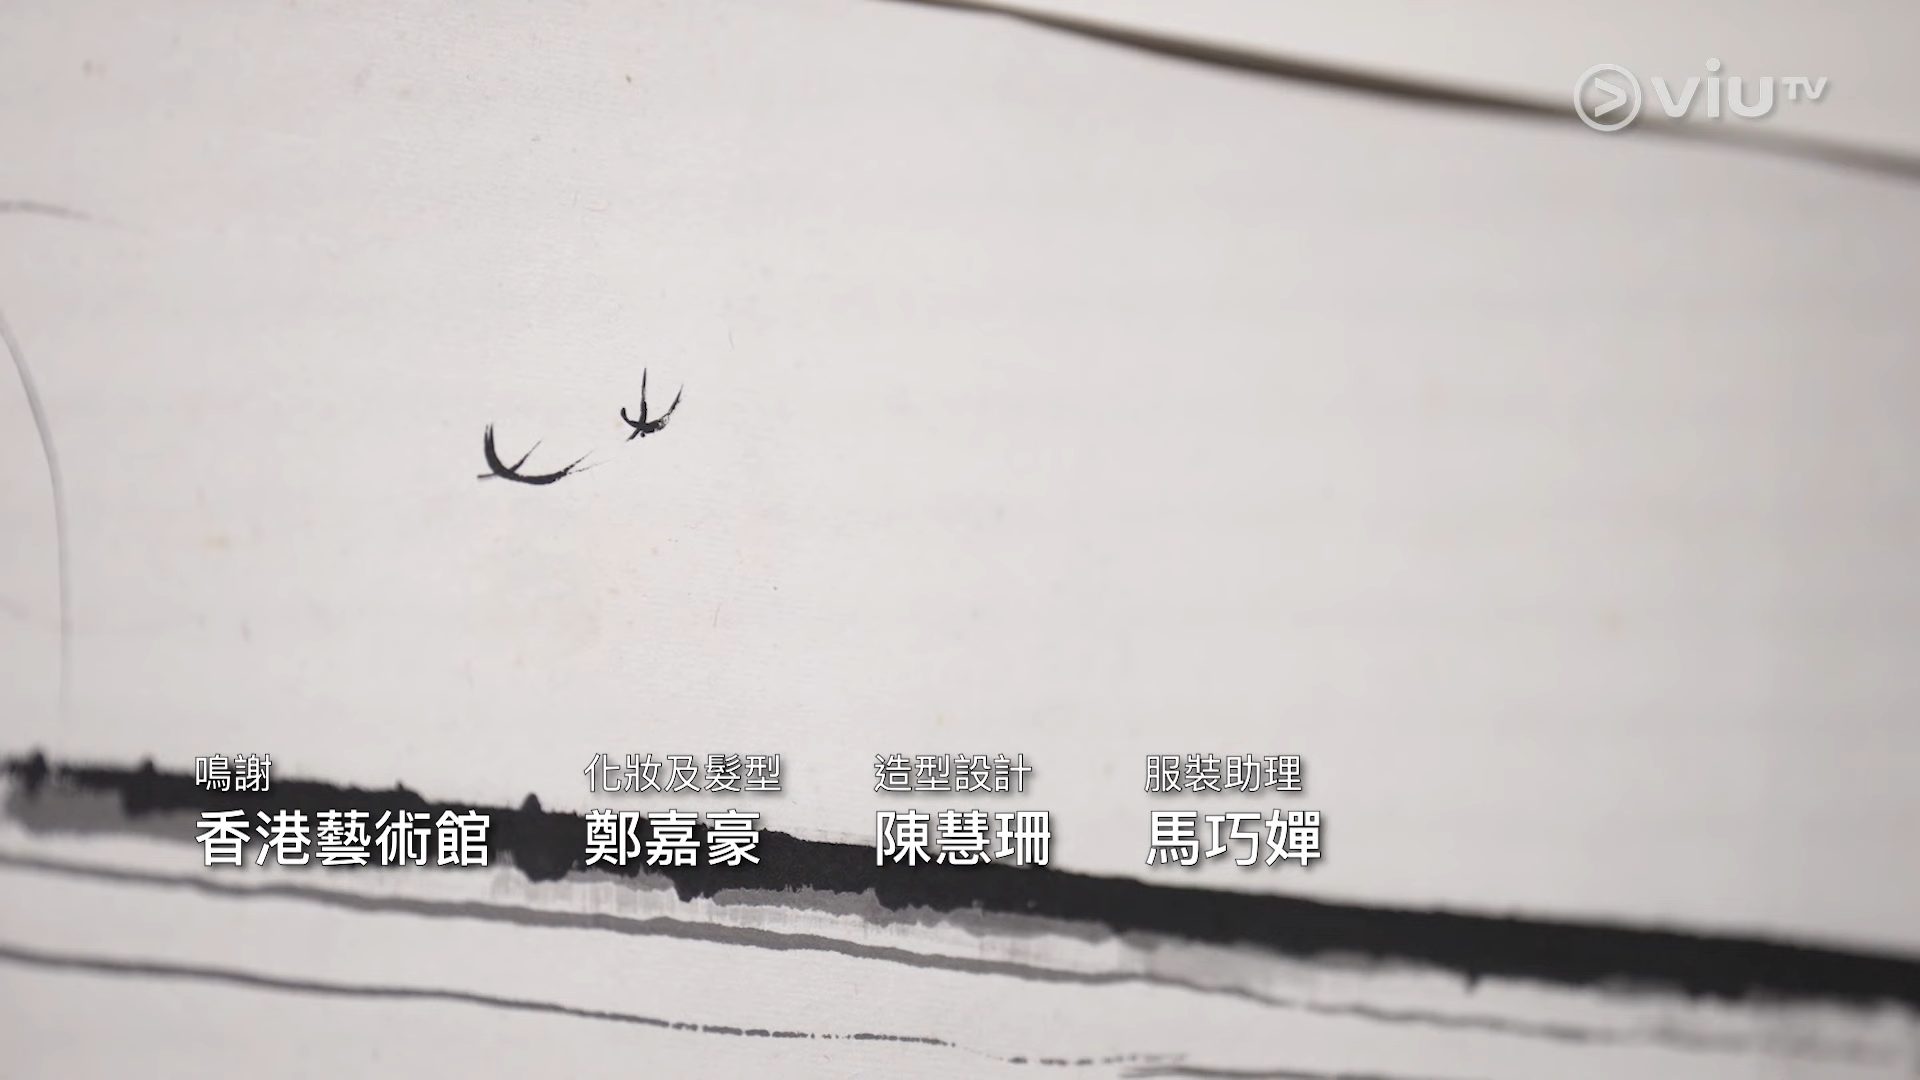 viuTV
鳴謝
香港藝術館
化妝及髮型
鄭嘉豪
造型設計
陳慧珊
服裝助理
馬巧嬋